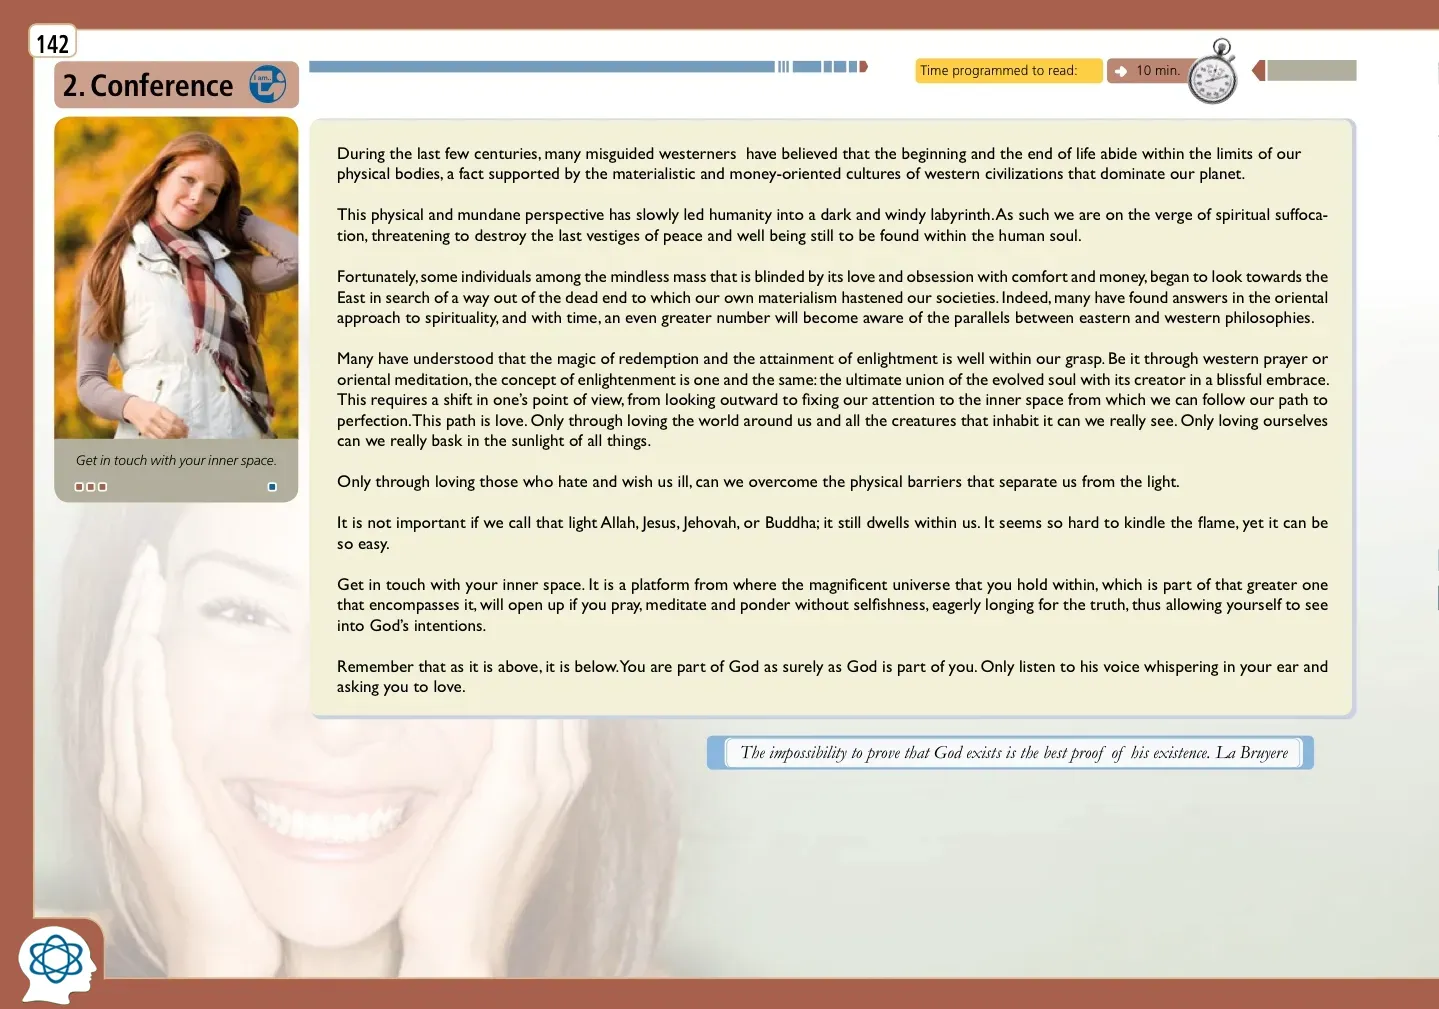 142
2. Conference
I am...
Time programmed to read:
10 min.
During the last few centuries, many misguided westerners have believed that the beginning and the end of life abide within the limits of our
physical bodies, a fact supported by the materialistic and money-oriented cultures of western civilizations that dominate our planet.
This physical and mundane perspective has slowly led humanity into a dark and windy labyrinth. As such we are on the verge of spiritual suffoca-
tion, threatening to destroy the last vestiges of peace and well being still to be found within the human soul.
Fortunately, some individuals among the mindless mass that is blinded by its love and obsession with comfort and money, began to look towards the
East in search of a way out of the dead end to which our own materialism hastened our societies. Indeed, many have found answers in the oriental
approach to spirituality, and with time, an even greater number will become aware of the parallels between eastern and western philosophies.
Many have understood that the magic of redemption and the attainment of enlightment is well within our grasp. Be it through western prayer or
oriental meditation, the concept of enlightenment is one and the same: the ultimate union of the evolved soul with its creator in a blissful embrace.
This requires a shift in one's point of view, from looking outward to fixing our attention to the inner space from which we can follow our path to
perfection. This path is love. Only through loving the world around us and all the creatures that inhabit it can we really see. Only loving ourselves
can we really bask in the sunlight of all things.
Only through loving those who hate and wish us ill, can we overcome the physical barriers that separate us from the light.
It is not important if we call that light Allah, Jesus, Jehovah, or Buddha; it still dwells within us. It seems so hard to kindle the flame, yet it can be
so easy.
Get in touch with your inner space. It is a platform from where the magnificent universe that you hold within, which is part of that greater one
that encompasses it, will open up if you pray, meditate and ponder without selfishness, eagerly longing for the truth, thus allowing yourself to see
into God's intentions.
Remember that as it is above, it is below. You are part of God as surely as God is part of you. Only listen to his voice whispering in your ear and
asking you to love.
Get in touch with your inner space.
The impossibility to prove that God exists is the best proof of his existence. La Bruyere